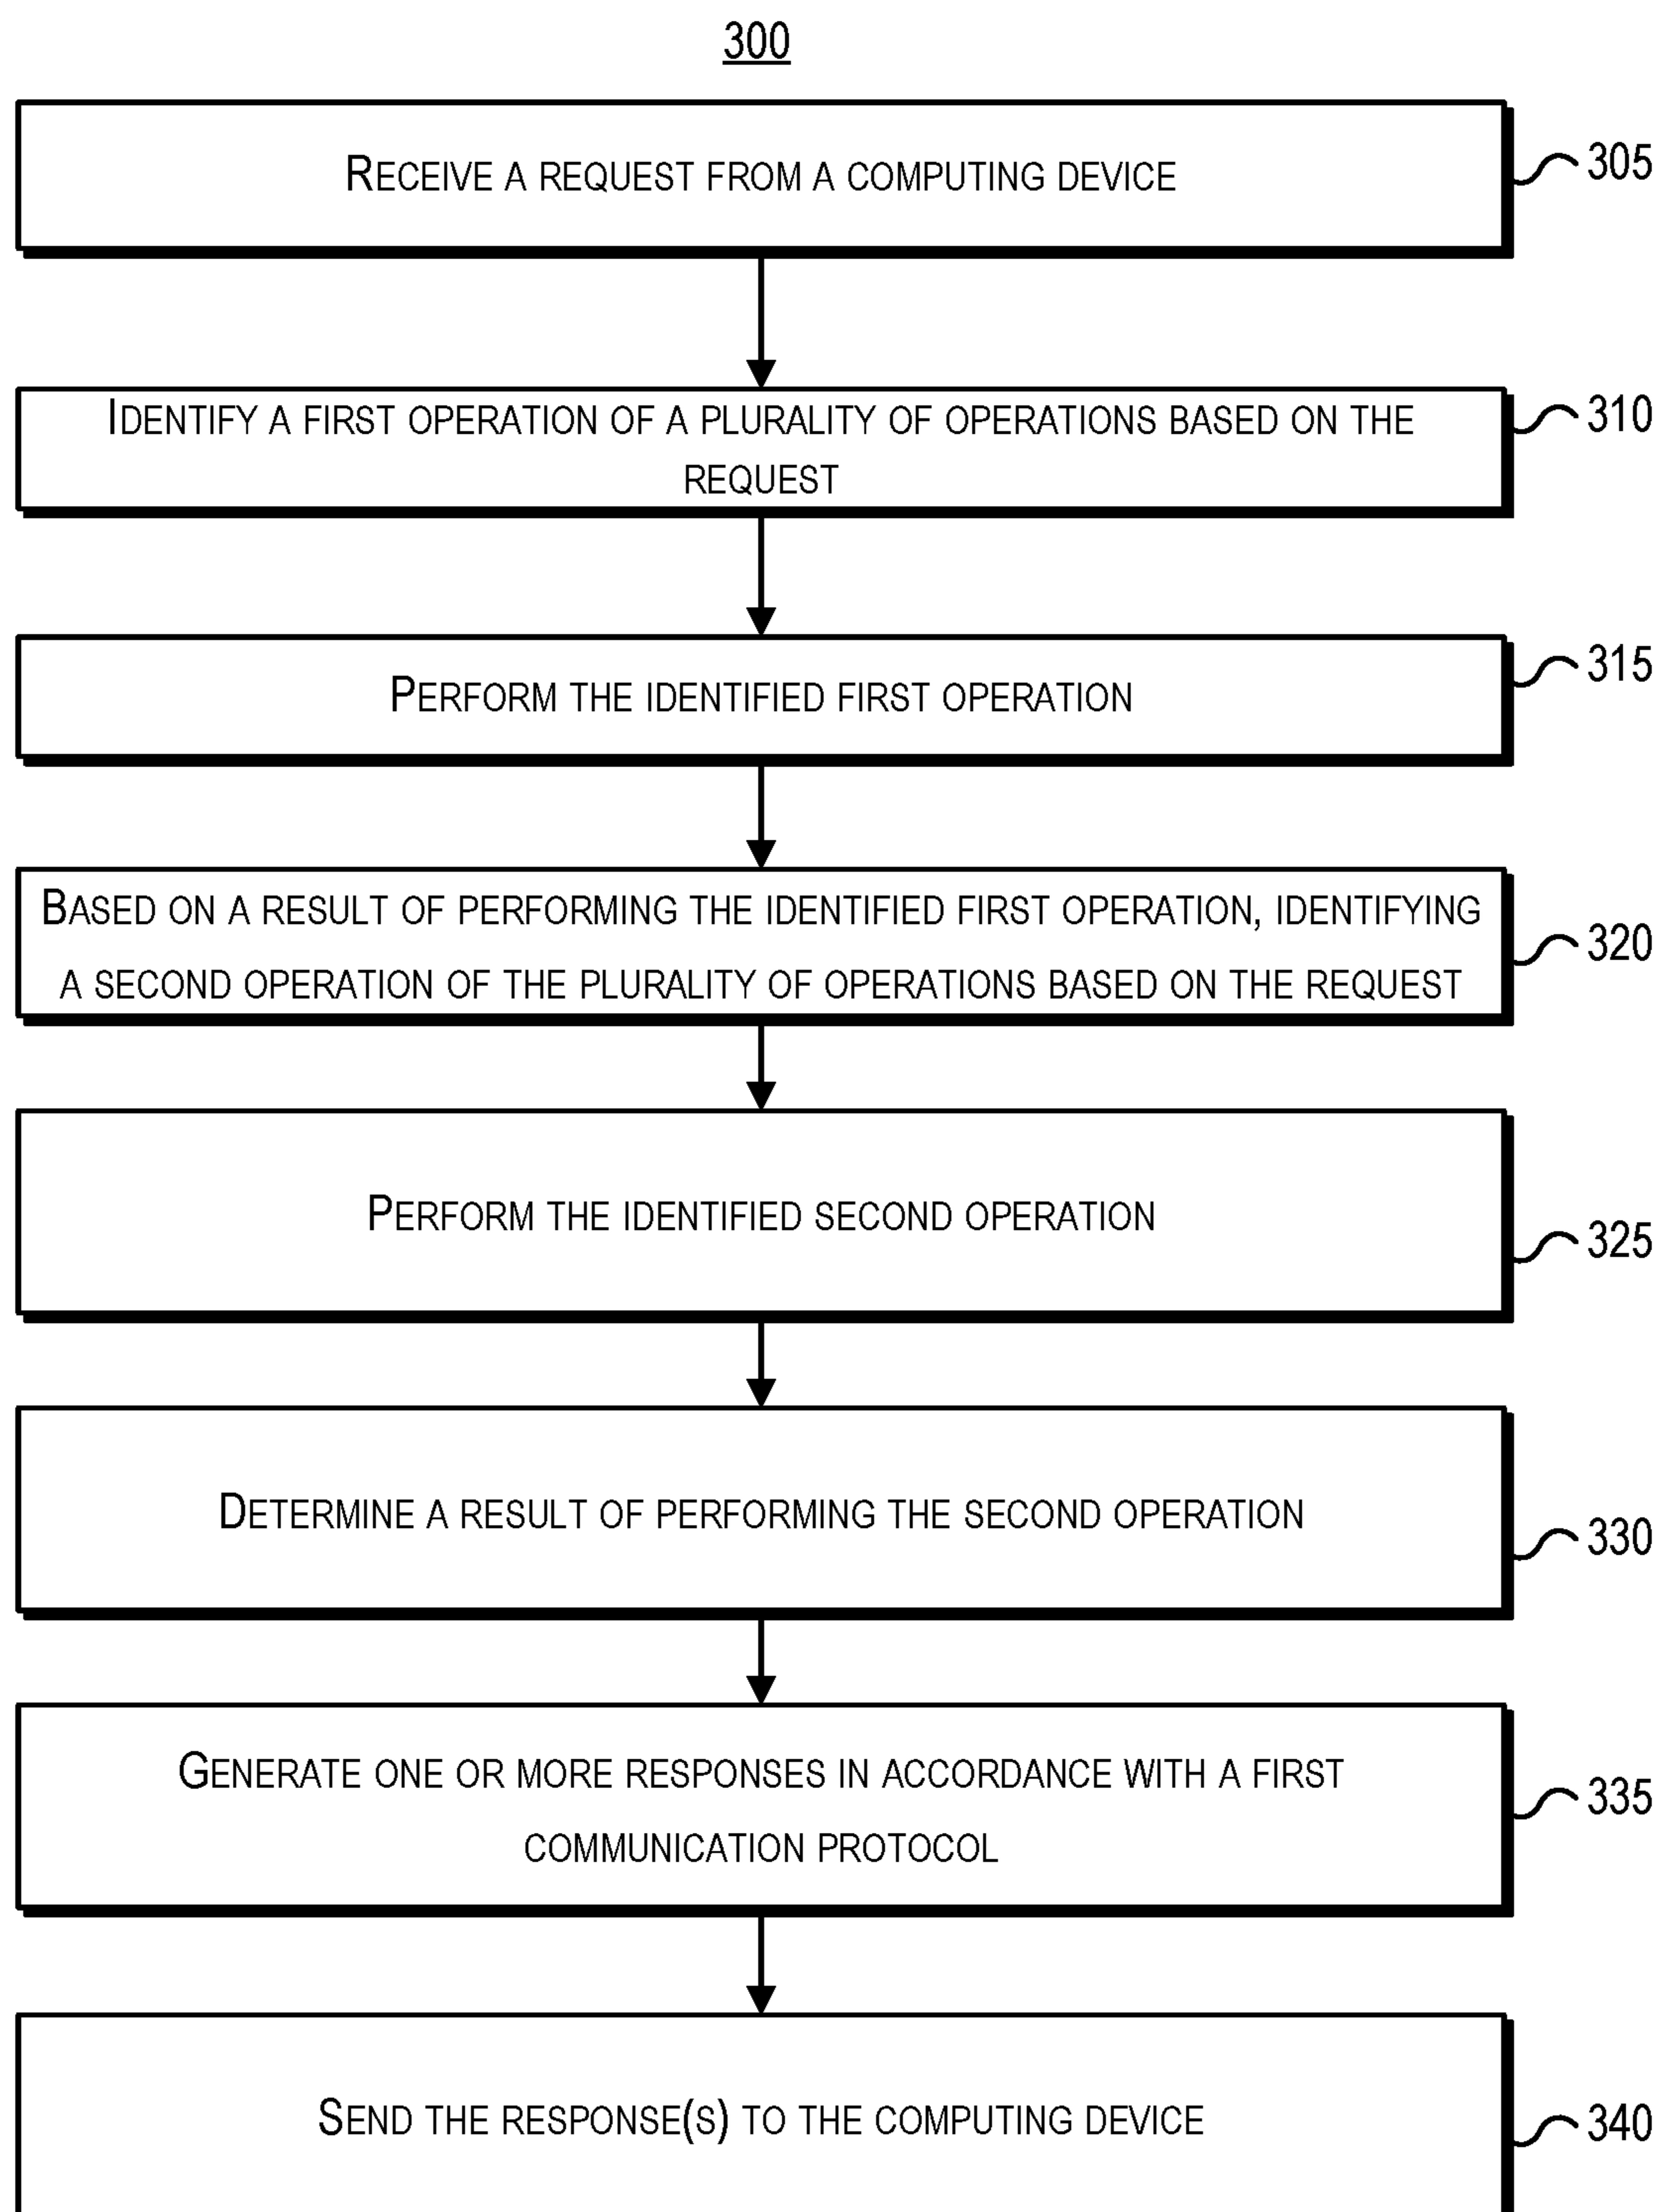 300
RECEIVE A REQUEST FROM A COMPUTING DEVICE
305
IDENTIFY A FIRST OPERATION OF A PLURALITY OF OPERATIONS BASED ON THE
REQUEST
310
PERFORM THE IDENTIFIED FIRST OPERATION
315
BASED ON A RESULT OF PERFORMING THE IDENTIFIED FIRST OPERATION, IDENTIFYING
A SECOND OPERATION OF THE PLURALITY OF OPERATIONS BASED ON THE REQUEST
320
PERFORM THE IDENTIFIED SECOND OPERATION
325
DETERMINE A RESULT OF PERFORMING THE SECOND OPERATION
330
GENERATE ONE OR MORE RESPONSES IN ACCORDANCE WITH A FIRST
COMMUNICATION PROTOCOL
335
SEND THE RESPONSE(S) TO THE COMPUTING DEVICE
340